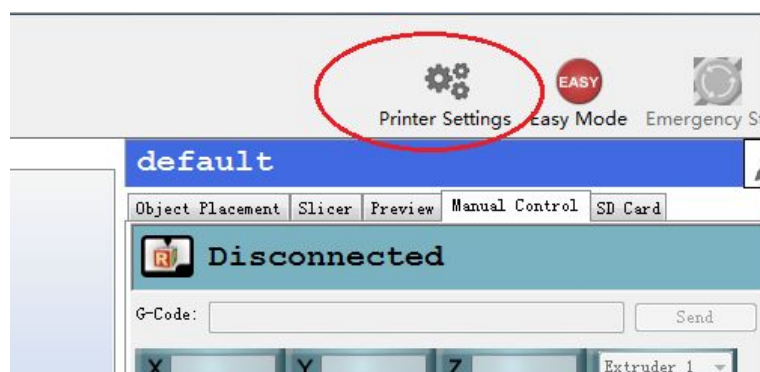 EASY
Printer Settings Easy Mode Emergency
default
Object Placement Slicer Preview Manual Control SD Card
R Disconnected
G-Code: Send
X Y Z Extruder 1